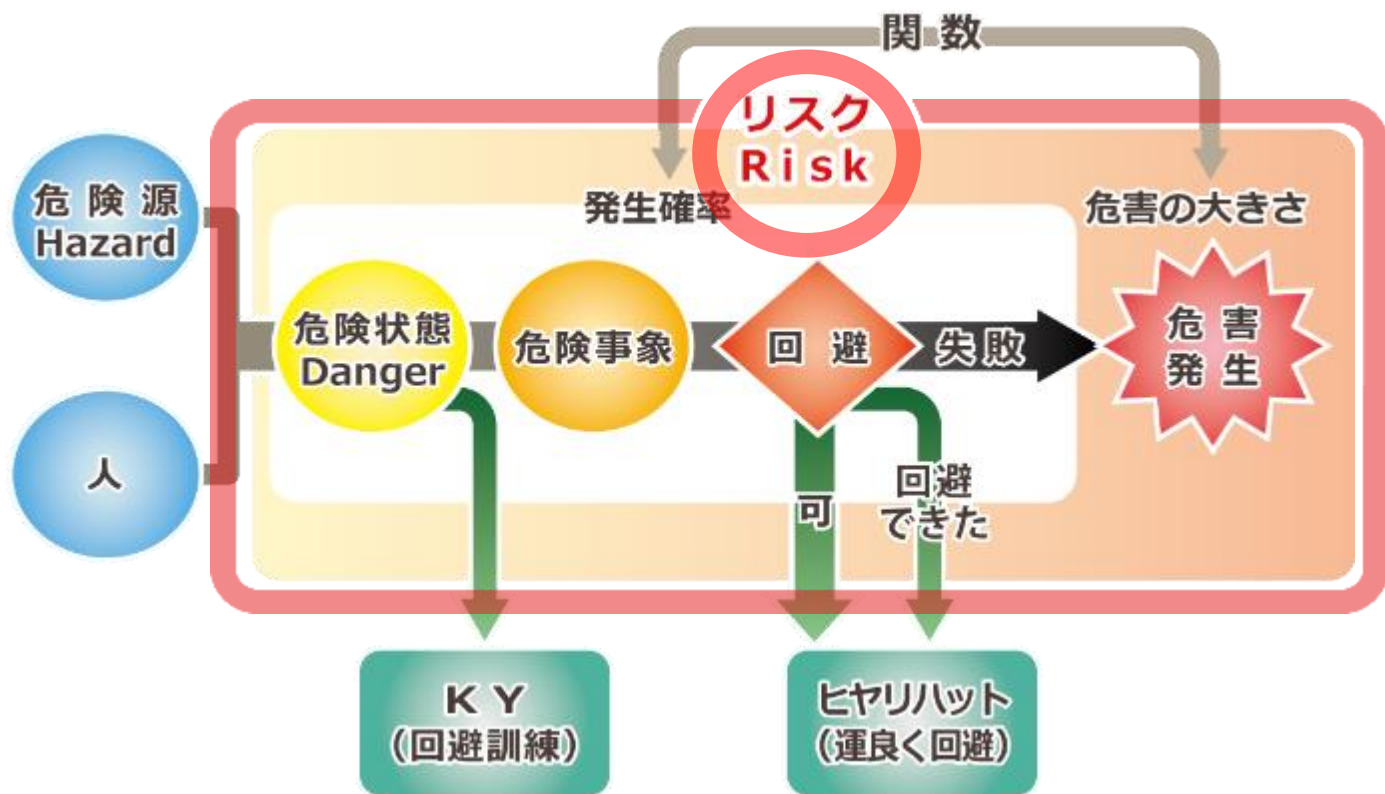 関数
リスク
Risk
危険源
Hazard
発生確率
危害の大きさ
危険状態
Danger
危険事象
回避
失敗
危害
発生
人
可
回避
できた
KY
(回避訓練)
ヒヤリハット
(運良く回避)